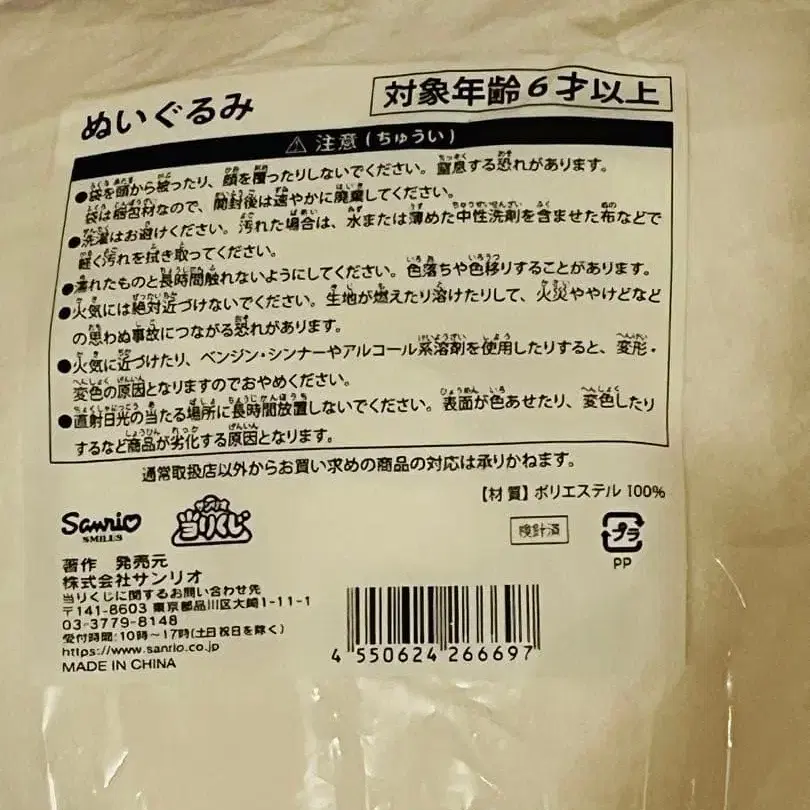 ぬいぐるみ
対象年齢6才以上
⚠ 注意(ちゅうい)
●袋を頭から被ったり、顔を覆ったりしないでください。窒息する恐れがあります。
袋は梱包材なので、開封後は速やかに廃棄してください。
●洗濯はお避けください。汚れた場合は、水または薄めた中性洗剤を含ませた布などで
軽く汚れを拭き取ってください。
●濡れたものと長時間触れないようにしてください。色落ちや色移りすることがあります。
●火気には絶対近づけないでください。生地が燃えたり溶けたりして、火災ややけどなど
の思わぬ事故につながる恐れがあります。
●火気に近づけたり、ベンジン・シンナーやアルコール系溶剤を使用したりすると、変形・
変色の原因となりますのでおやめください。
●直射日光の当たる場所に長時間放置しないでください。表面が色あせたり、変色したり
するなど商品が劣化する原因となります。
通常取扱店以外からお買い求めの商品の対応は承りかねます。
【材質】ポリエステル 100%
Sanrio
SMILES
サンリオ
当りくじ
検針済
プラ
PP
著作 発売元
株式会社サンリオ
当りくじに関するお問い合わせ先
〒141-8603 東京都品川区大崎1-11-1
03-3779-8148
受付時間:10時~17時(土日祝日を除く)
https://www.sanrio.co.jp
MADE IN CHINA
4 550624 266697